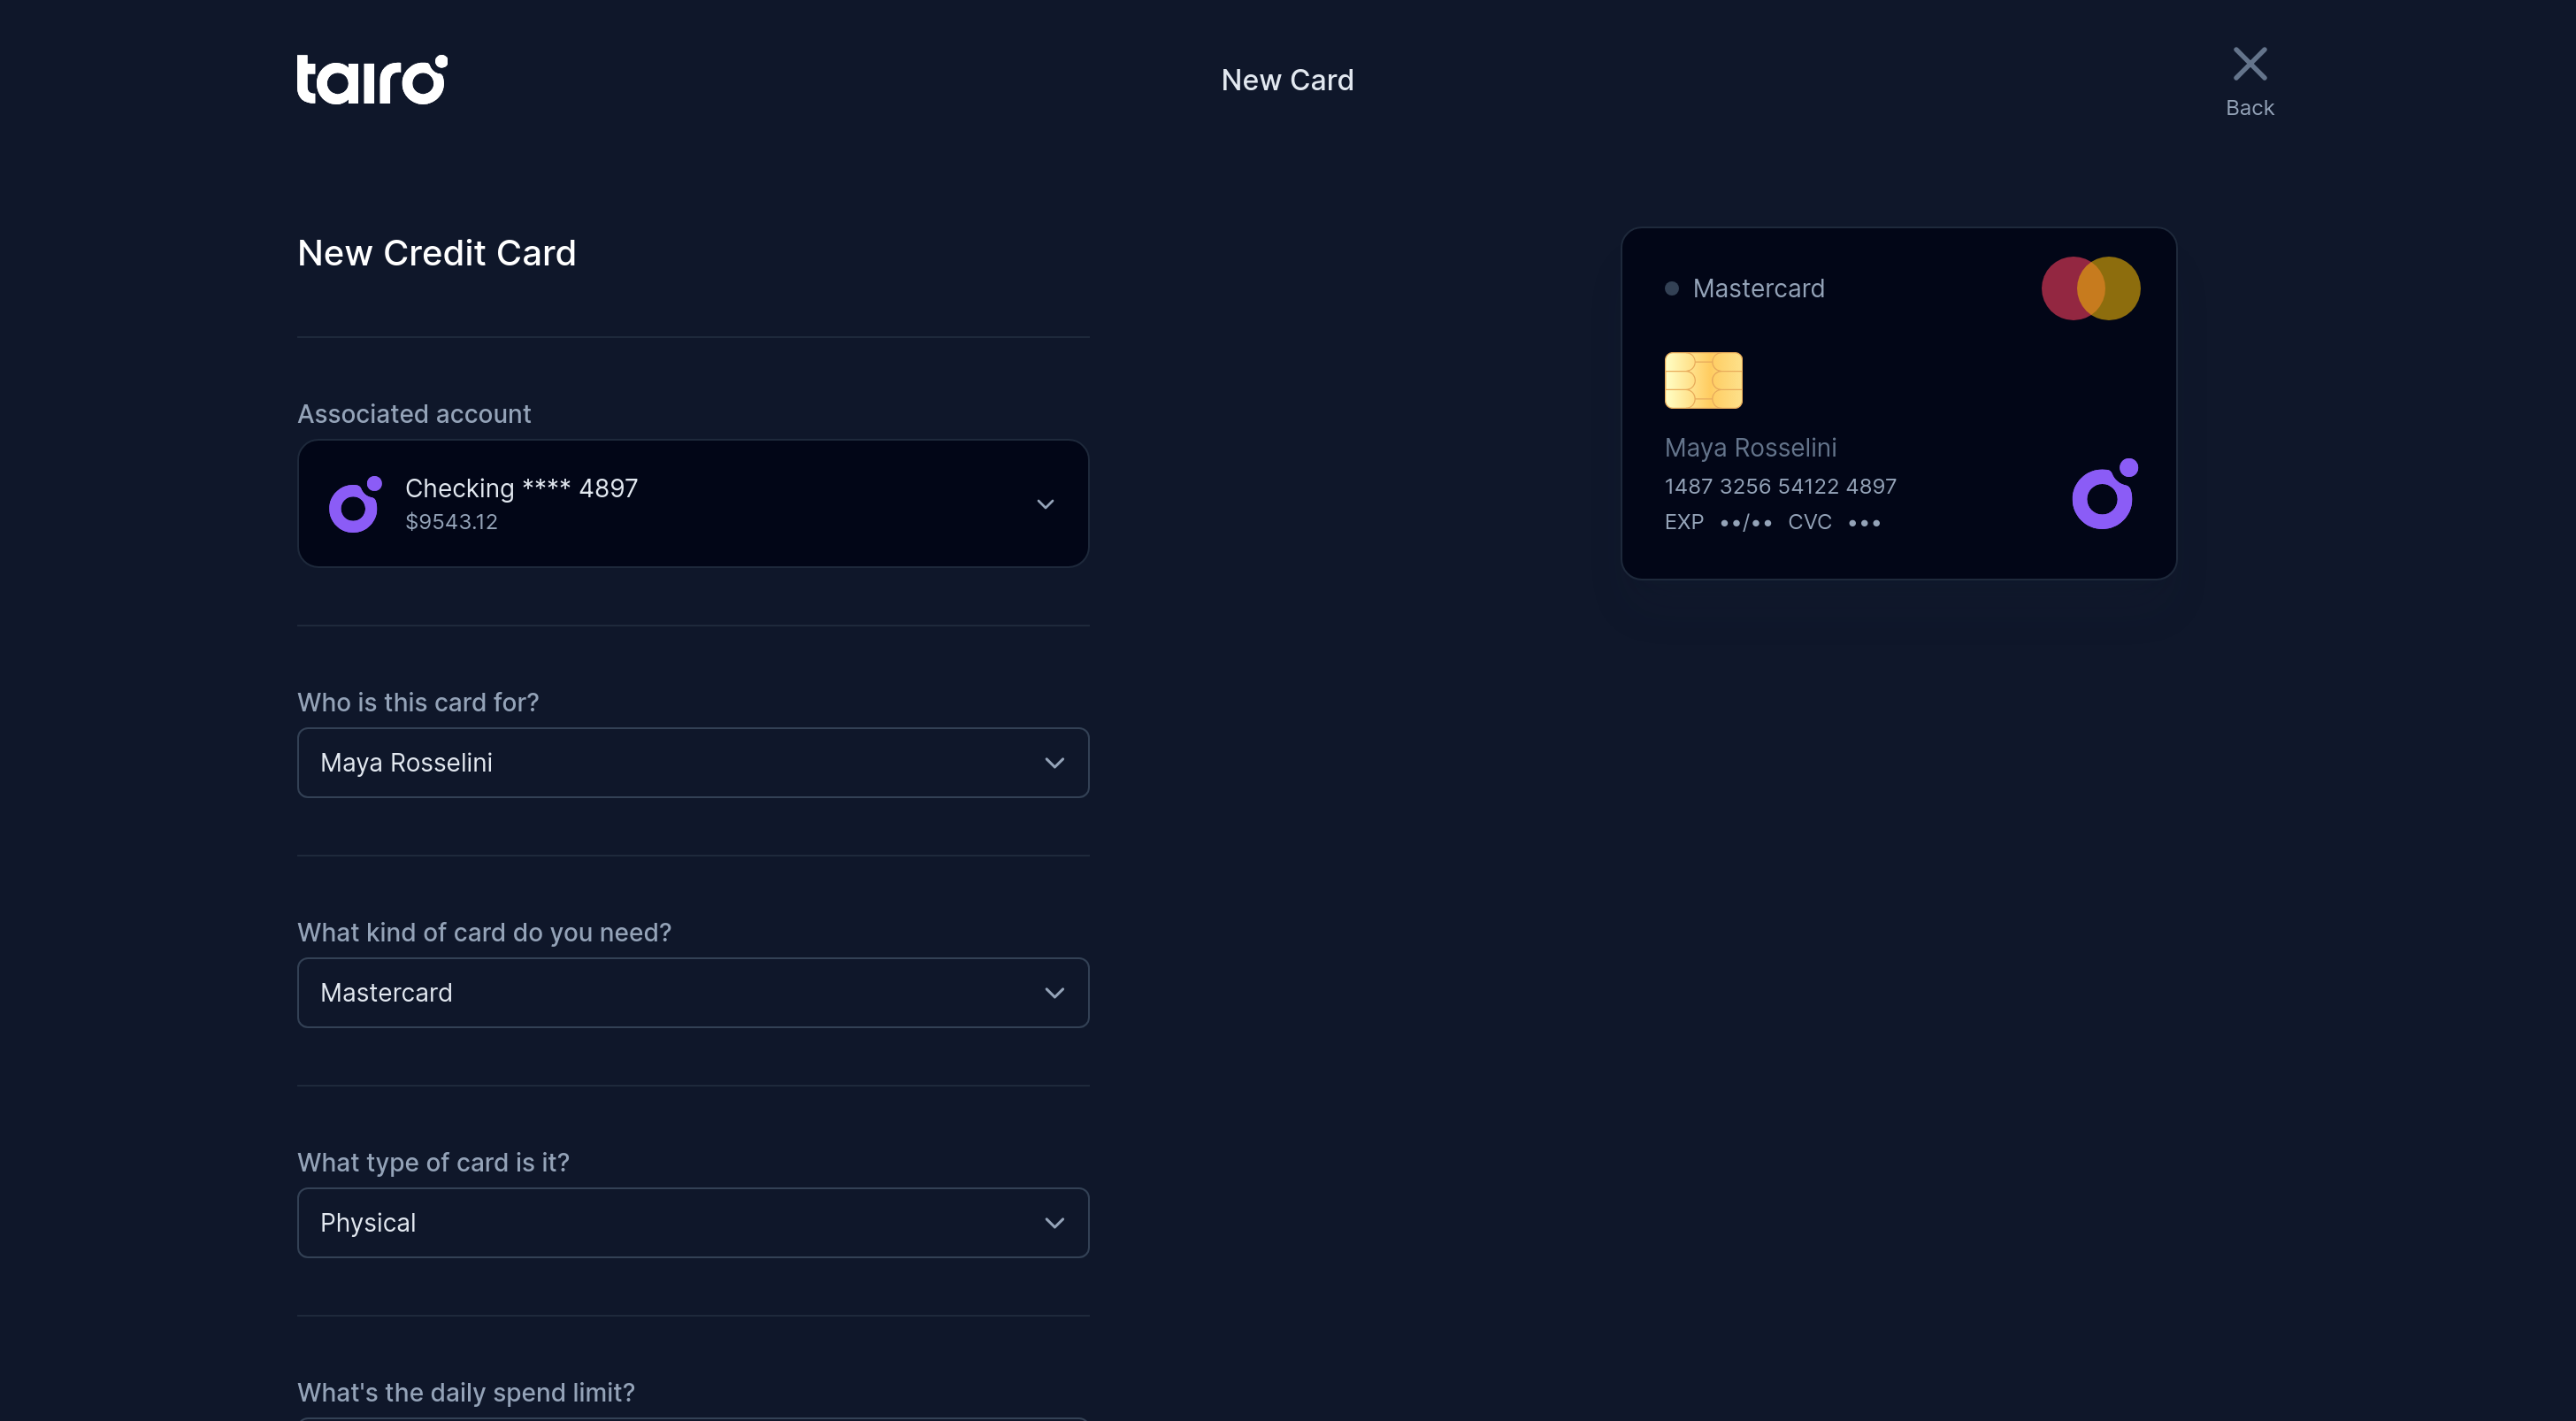 tairo
New Card
Back
New Credit Card
Associated account
Checking **** 4897
$9543.12
Who is this card for?
Maya Rosselini
What kind of card do you need?
Mastercard
What type of card is it?
Physical
What's the daily spend limit?
Mastercard
Maya Rosselini
1487 3256 54122 4897
EXP ••/•• CVC •••